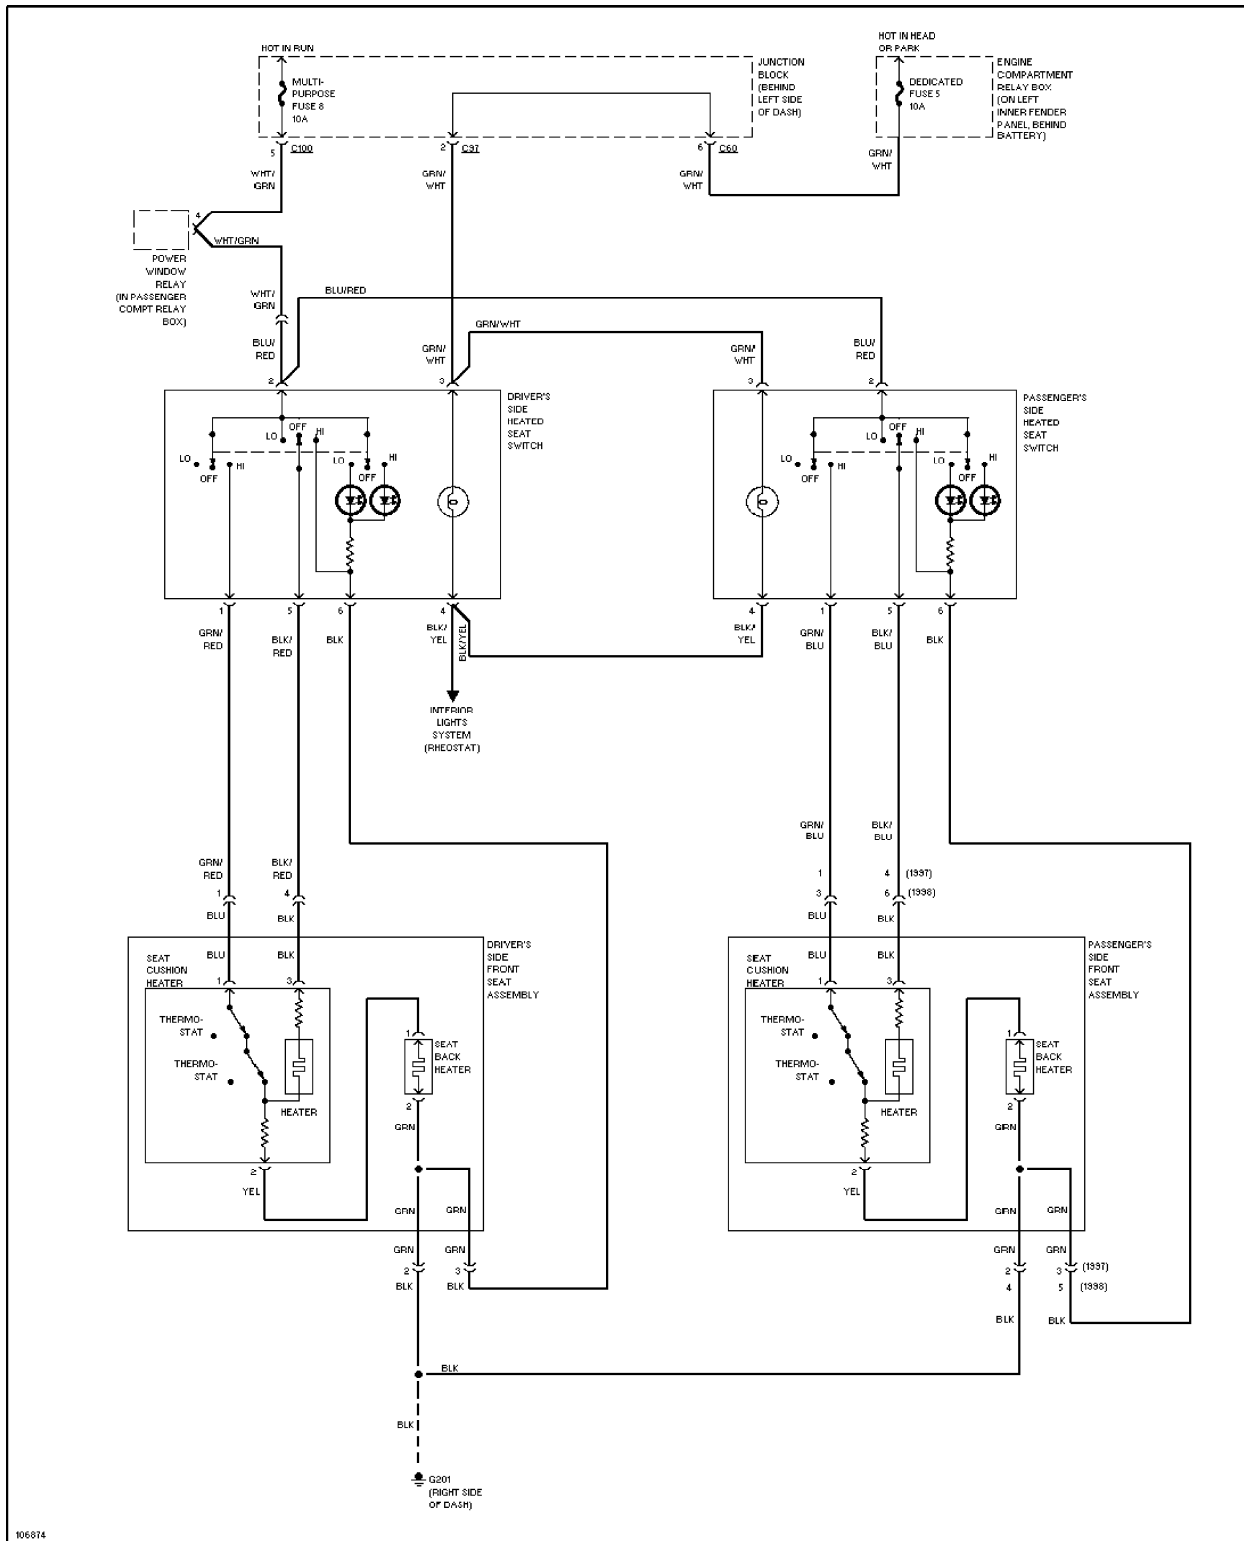 HOT IN RUN
HOT IN HEAD
OR PARK
MULTI-
PURPOSE
FUSE 8
10A
JUNCTION
BLOCK
(BEHIND
LEFT SIDE
OF DASH)
DEDICATED
FUSE 5
10A
ENGINE
COMPARTMENT
RELAY BOX
(ON LEFT
INNER FENDER
PANEL, BEHIND
BATTERY)
5 C100
2 C97
6 C60
WHT/
GRN
GRN/
WHT
GRN/
WHT
GRN/
WHT
4
WHT/GRN
POWER
WINDOW
RELAY
(IN PASSENGER
COMPT RELAY
BOX)
WHT/
GRN
BLU/RED
GRN/WHT
BLU/
RED
GRN/
WHT
GRN/
WHT
BLU/
RED
2
3
3
2
DRIVER'S
SIDE
HEATED
SEAT
SWITCH
LO
OFF
HI
LO
OFF
HI
LO
OFF
HI
PASSENGER'S
SIDE
HEATED
SEAT
SWITCH
LO
OFF
HI
LO
OFF
HI
LO
OFF
HI
1
5
6
4
4
1
5
6
GRN/
RED
BLK/
RED
BLK
BLK/
YEL
BLK/YEL
BLK/
YEL
GRN/
BLU
BLK/
BLU
BLK
INTERIOR
LIGHTS
SYSTEM
(RHEOSTAT)
GRN/
RED
BLK/
RED
GRN/
BLU
BLK/
BLU
1
4
1
4 (1997)
3
6 (1998)
BLU
BLK
BLU
BLK
DRIVER'S
SIDE
FRONT
SEAT
ASSEMBLY
PASSENGER'S
SIDE
FRONT
SEAT
ASSEMBLY
SEAT
CUSHION
HEATER
BLU
BLK
1
3
THERMO-
STAT
THERMO-
STAT
HEATER
1
SEAT
BACK
HEATER
2
GRN
2
YEL
GRN
GRN
SEAT
CUSHION
HEATER
BLU
BLK
1
3
THERMO-
STAT
THERMO-
STAT
HEATER
1
SEAT
BACK
HEATER
2
GRN
2
YEL
GRN
GRN
GRN
GRN
2
3
BLK
BLK
GRN
GRN
2
3 (1997)
4
5 (1998)
BLK
BLK
BLK
BLK
G201
(RIGHT SIDE
OF DASH)
106874